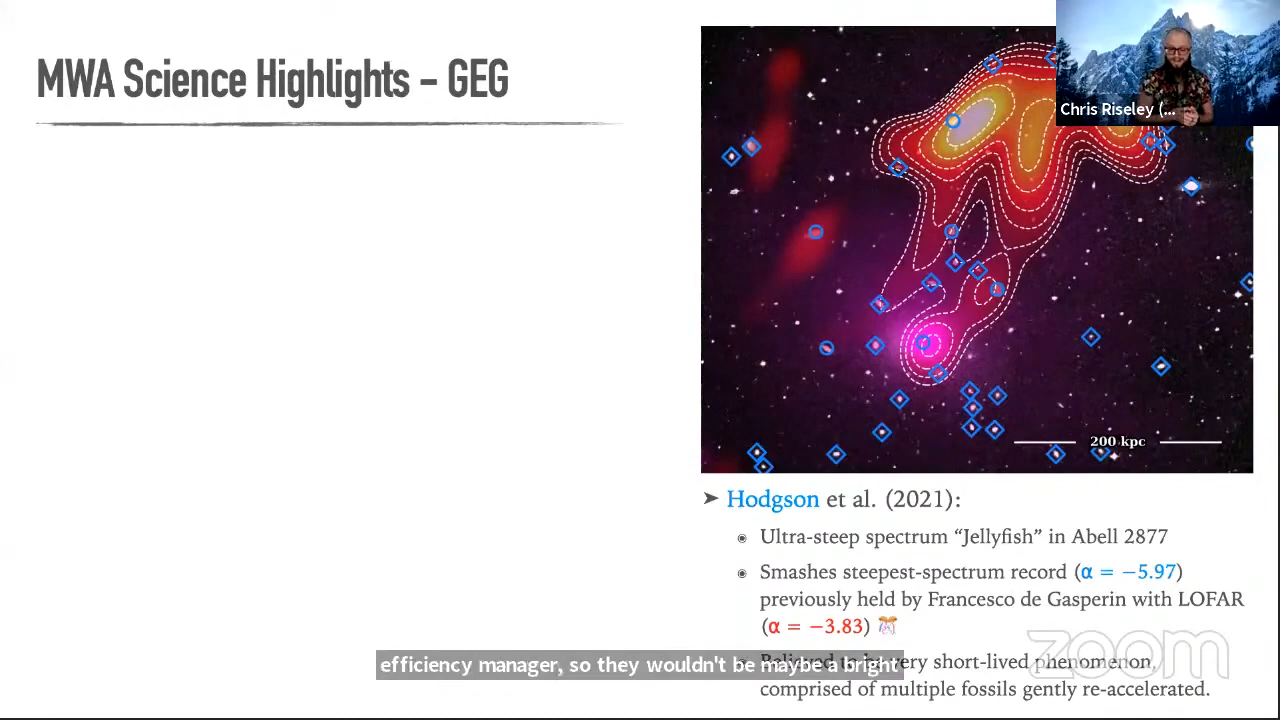 MWA Science Highlights – GEG
Chris Riseley (...
200 kpc
➤ Hodgson et al. (2021):
Ultra-steep spectrum “Jellyfish” in Abell 2877
Smashes steepest-spectrum record (α = −5.97)
previously held by Francesco de Gasperin with LOFAR
(α = −3.83)
very short-lived phenomenon,
comprised of multiple fossils gently re-accelerated.
efficiency manager, so they wouldn't be maybe a bright
zoom